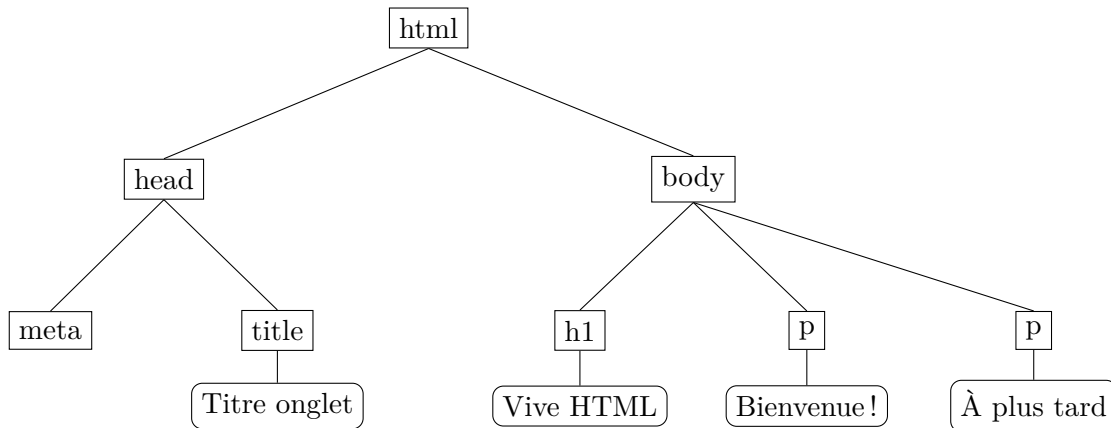 html
head
body
meta
title
h1
p
p
Titre onglet
Vive HTML
Bienvenue !
À plus tard